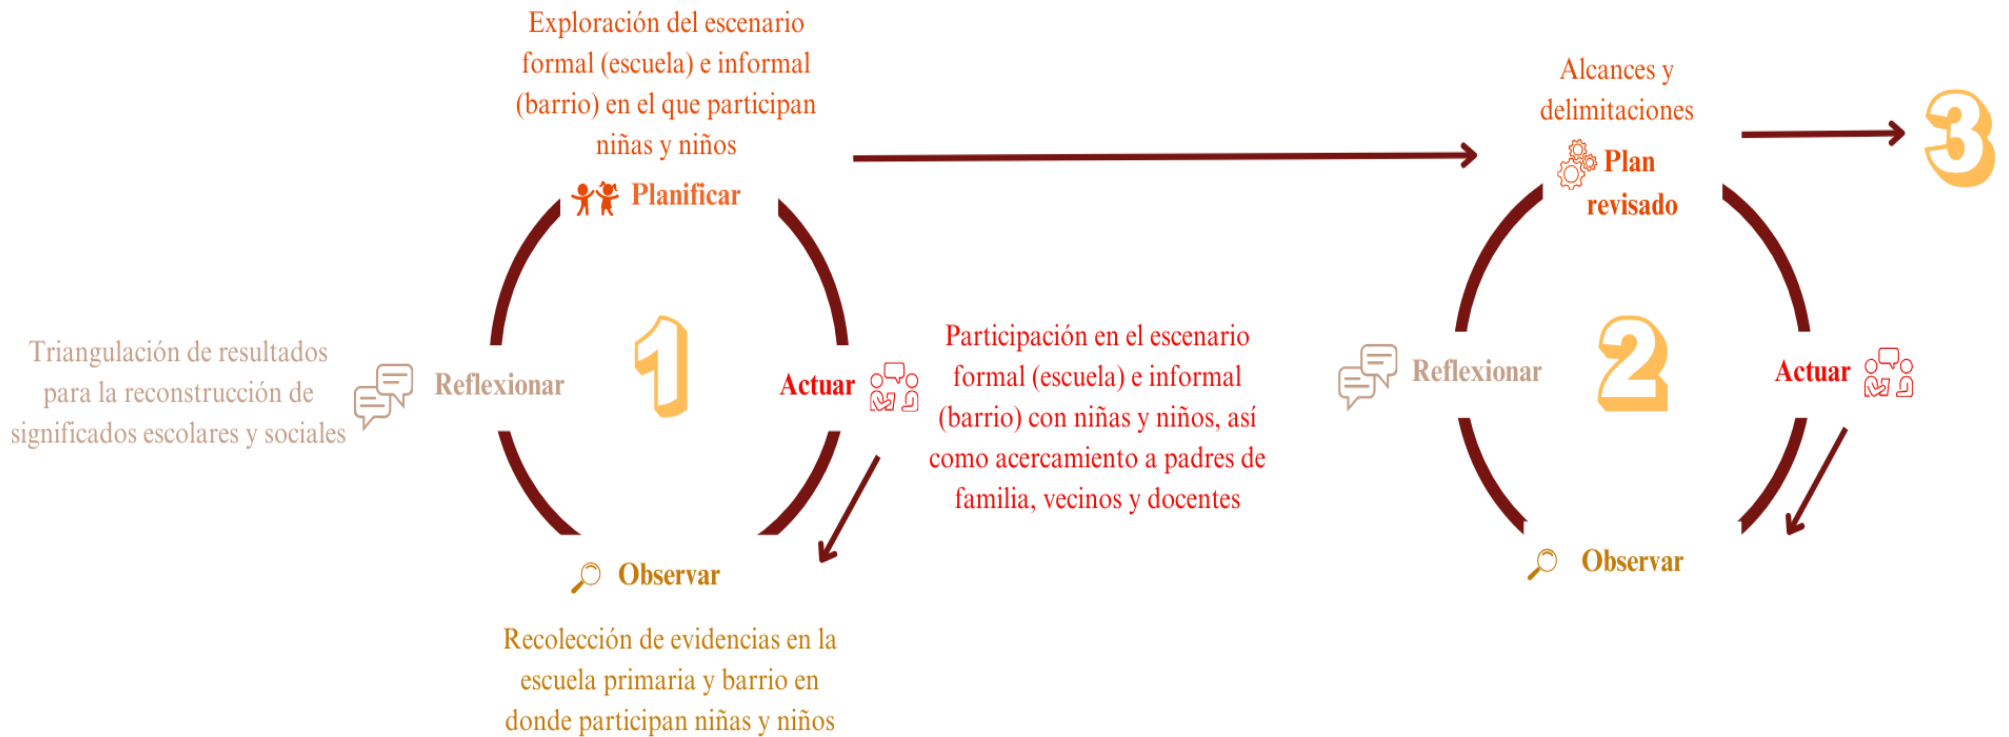 Exploración del escenario
formal (escuela) e informal
(barrio) en el que participan
niñas y niños
Planificar
1
Actuar
Participación en el escenario
formal (escuela) e informal
(barrio) con niñas y niños, así
como acercamiento a padres de
familia, vecinos y docentes
Observar
Recolección de evidencias en la
escuela primaria y barrio en
donde participan niñas y niños
Reflexionar
Triangulación de resultados
para la reconstrucción de
significados escolares y sociales
Alcances y
delimitaciones
Plan
revisado
2
Actuar
Observar
Reflexionar
3